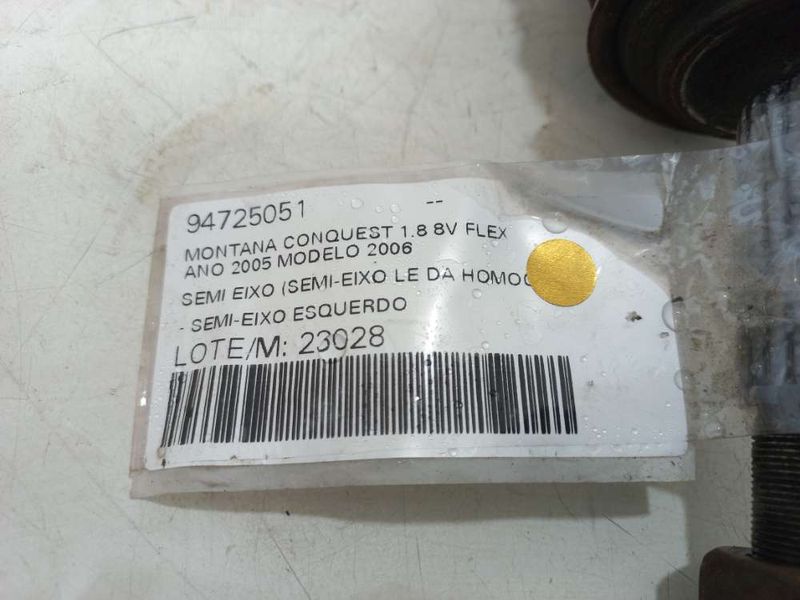 94725051 --
MONTANA CONQUEST 1.8 8V FLEX
ANO 2005 MODELO 2006
SEMI EIXO (SEMI-EIXO LE DA HOMOC
- SEMI-EIXO ESQUERDO
LOTE/M: 23028